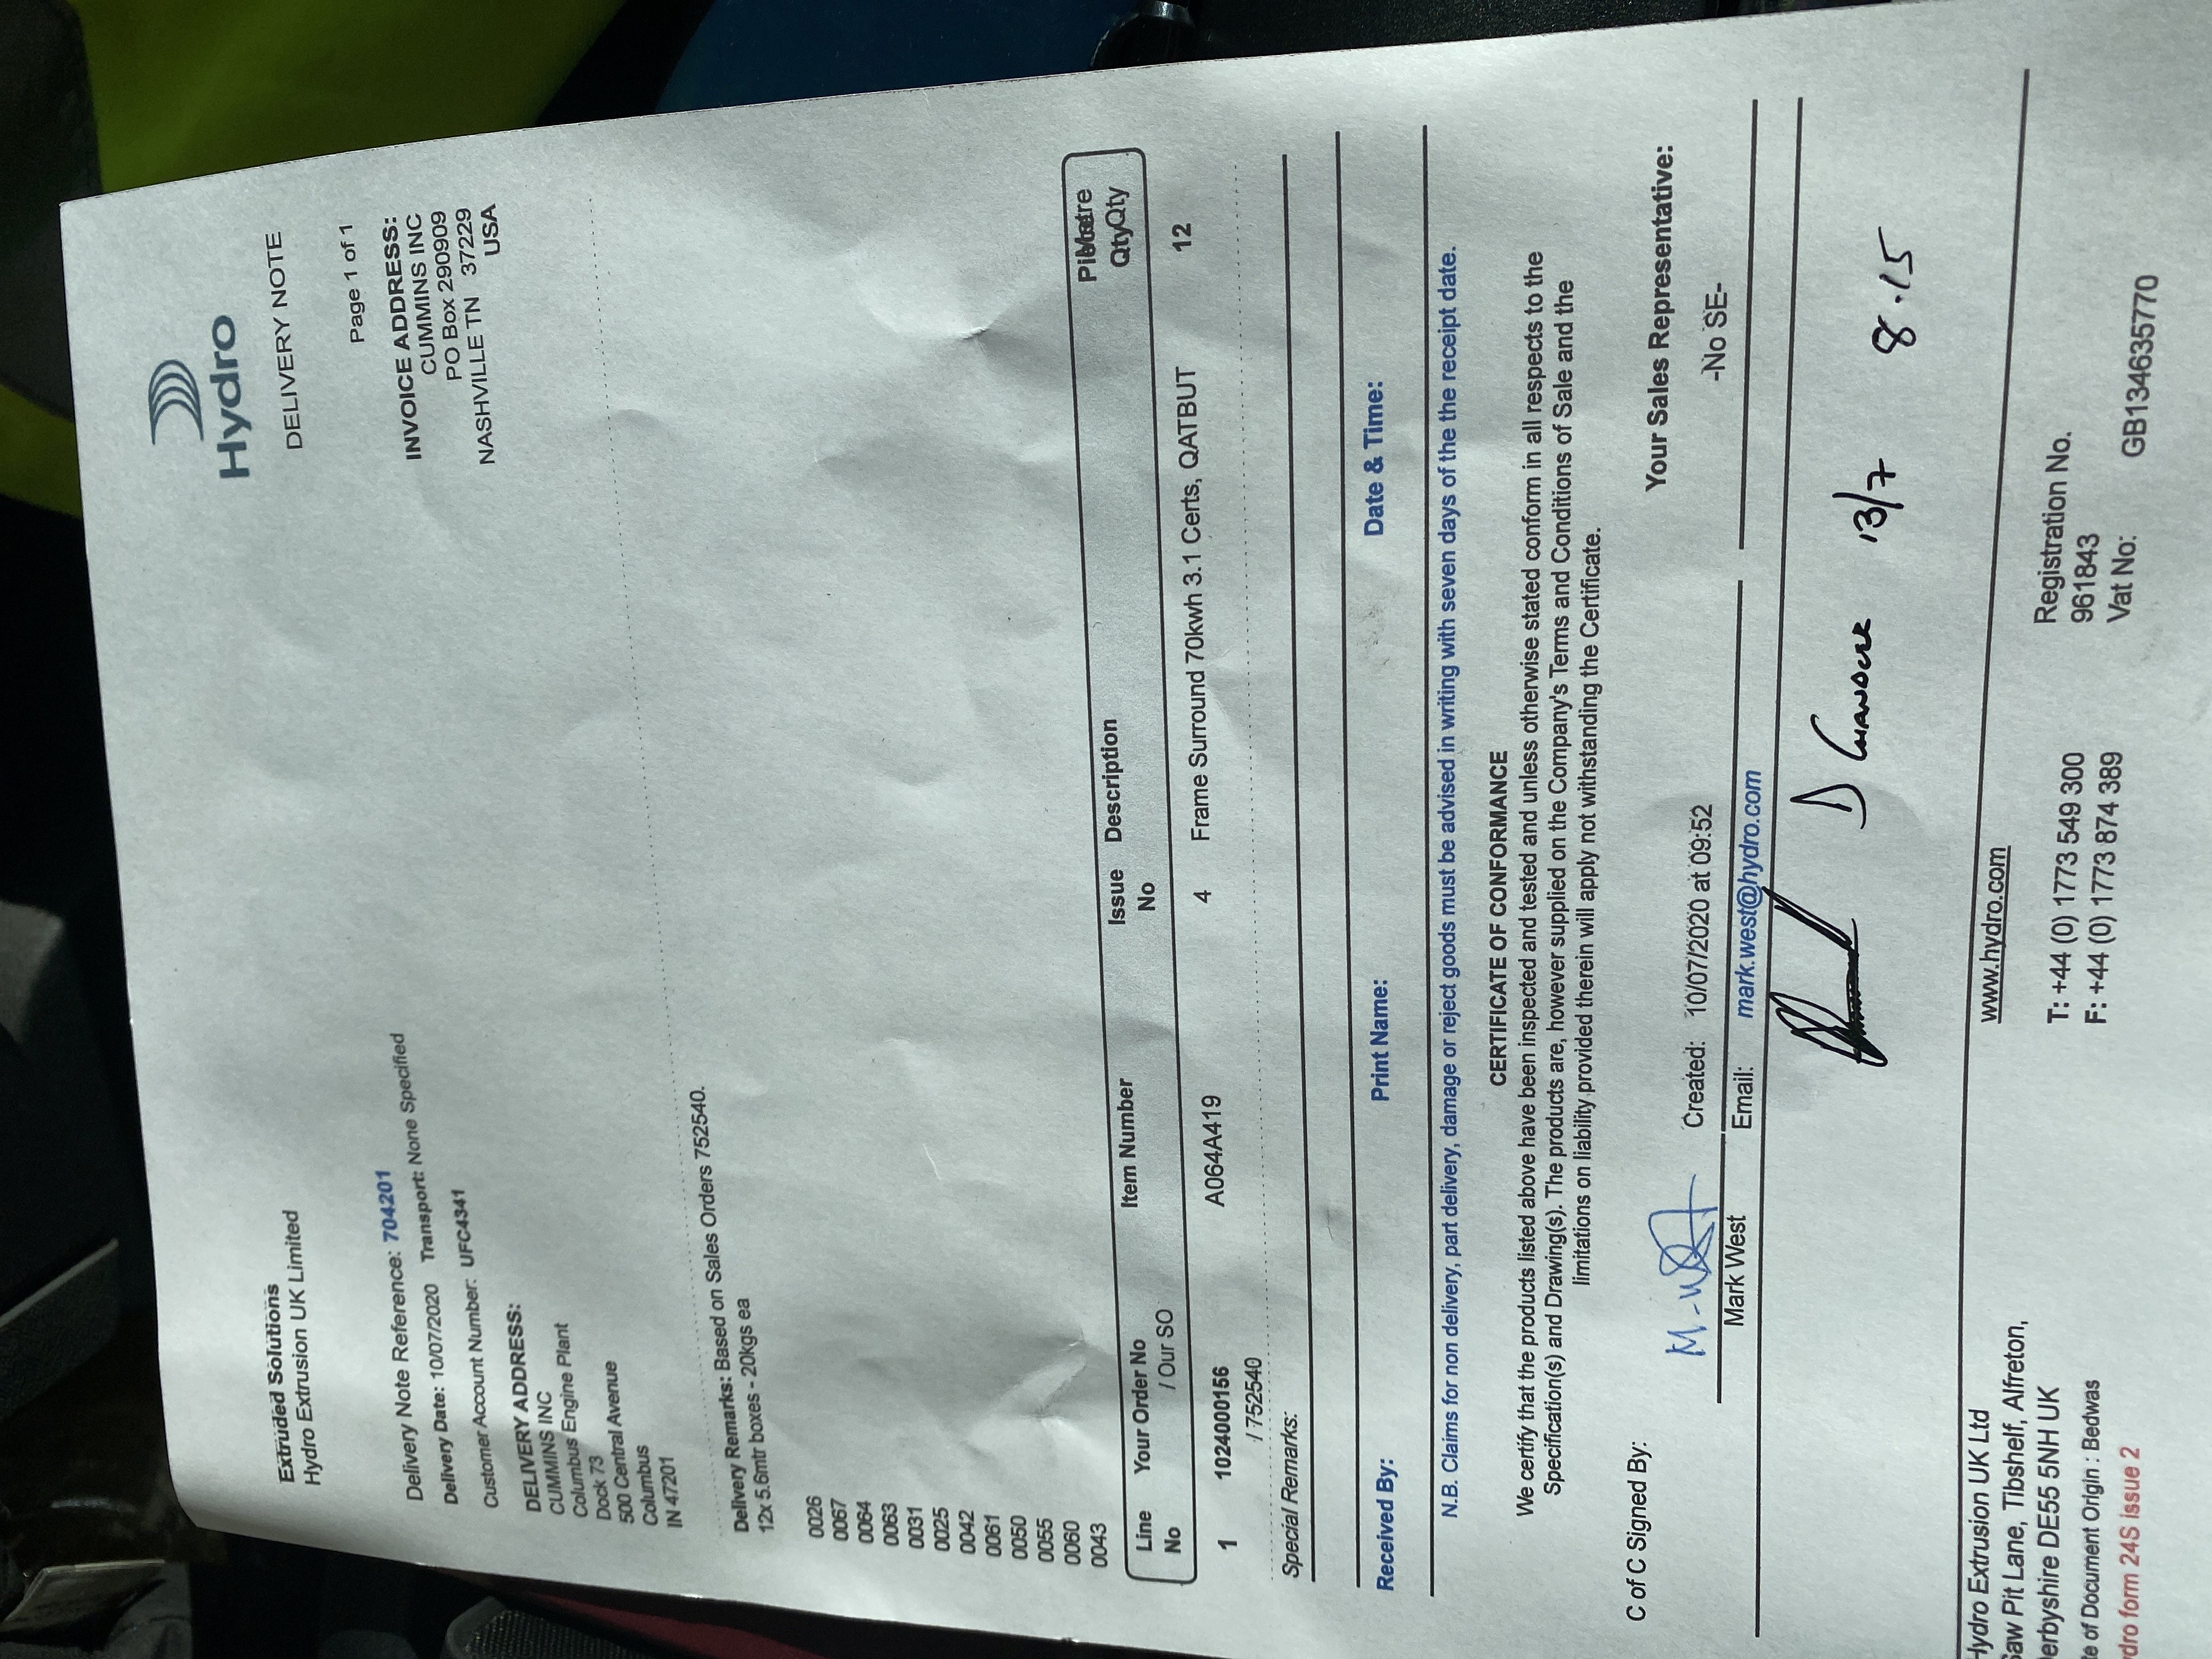 Hydro
DELIVERY NOTE
Extruded Solutions
Hydro Extrusion UK Limited
Page 1 of 1
Delivery Note Reference: 704201
Delivery Date: 10/07/2020 Transport: None Specified
Customer Account Number: UFC4341
INVOICE ADDRESS:
CUMMINS INC
PO Box 290909
NASHVILLE TN 37229
USA
DELIVERY ADDRESS:
CUMMINS INC
Columbus Engine Plant
Dock 73
500 Central Avenue
Columbus
IN 47201
Delivery Remarks: Based on Sales Orders 752540.
12x 5.6mtr boxes - 20kgs ea
0026
0067
0064
0063
0031
0025
0042
0061
0050
0055
0060
0043
Line No Your Order No / Our SO Item Number Issue No Description Piece Qty Metre Qty
1 1024000156 A064A419 4 Frame Surround 70kwh 3.1 Certs, QATBUT 12
/ 752540
Special Remarks:
Received By: Print Name: Date & Time:
N.B. Claims for non delivery, part delivery, damage or reject goods must be advised in writing with seven days of the the receipt date.
CERTIFICATE OF CONFORMANCE
We certify that the products listed above have been inspected and tested and unless otherwise stated conform in all respects to the
Specification(s) and Drawing(s). The products are, however supplied on the Company's Terms and Conditions of Sale and the
limitations on liability provided therein will apply not withstanding the Certificate.
C of C Signed By:
Your Sales Representative:
M. West
Created: 10/07/2020 at 09:52
-No SE-
Mark West
Email: mark.west@hydro.com
D 13/7 8.15
Hydro Extrusion UK Ltd
Saw Pit Lane, Tibshelf, Alfreton,
Derbyshire DE55 5NH UK
te of Document Origin : Bedwas
dro form 24S issue 2
www.hydro.com
T: +44 (0) 1773 549 300
F: +44 (0) 1773 874 389
Registration No.
961843
Vat No: GB134635770